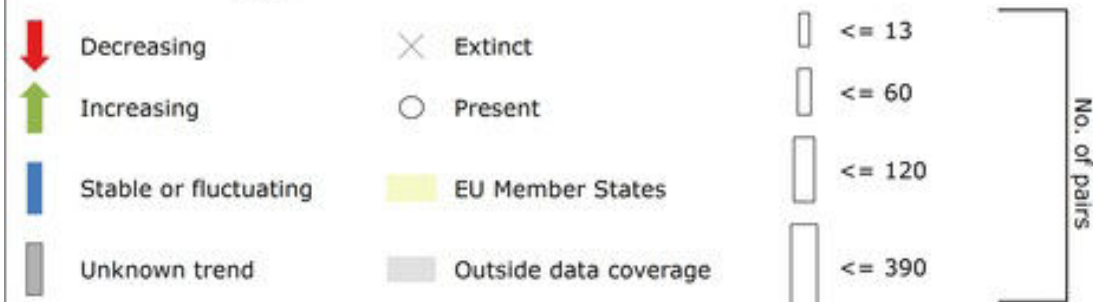 Decreasing
Increasing
Stable or fluctuating
Unknown trend
Extinct
Present
EU Member States
Outside data coverage
<= 13
<= 60
<= 120
<= 390
No. of pairs